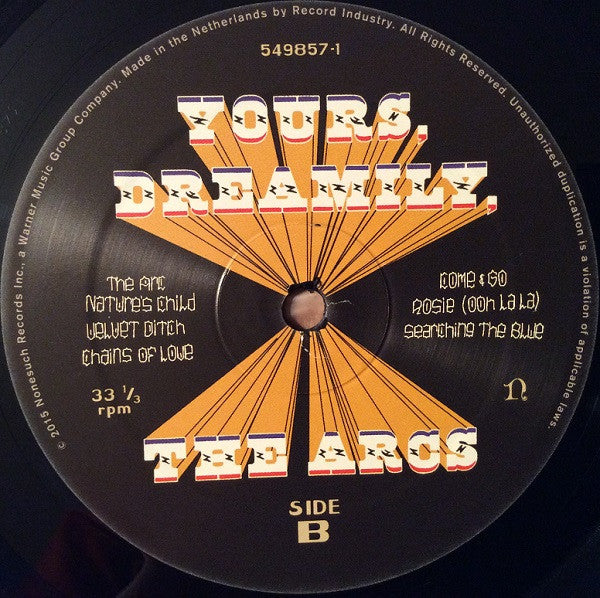 © 2015 Nonesuch Records Inc., a Warner Music Group Company. Made in the Netherlands by Record Industry. All Rights Reserved. Unauthorized duplication is a violation of applicable laws.
549857-1
YOURS,
DREAMILY,
The Arc
Nature's Child
Velvet Ditch
Chains of Love
Come & Go
Rosie (Ooh La La)
Searching The Blue
33 1/3
rpm
N
THE ARCS
SIDE
B